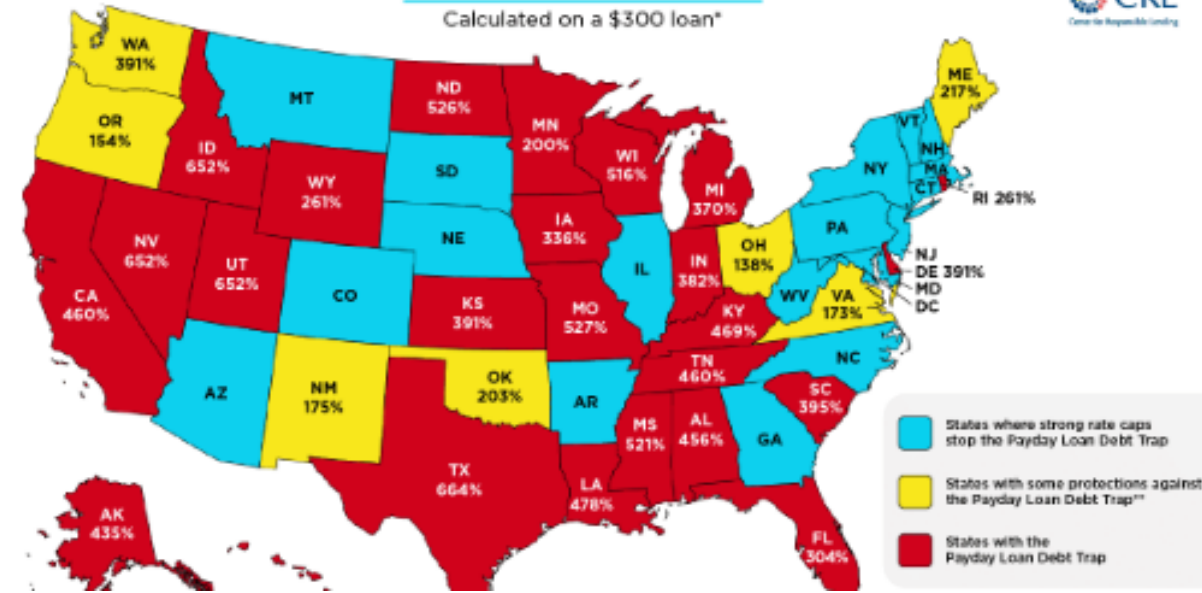 CRL
Center for Responsible Lending
Calculated on a $300 loan*
WA
391%
OR
154%
ID
652%
MT
ND
526%
MN
200%
WI
516%
MI
370%
ME
217%
VT
NH
MA
CT
NY
RI 261%
WY
261%
SD
NE
IA
336%
NV
652%
UT
652%
CA
460%
CO
KS
391%
MO
527%
IL
IN
382%
OH
138%
PA
NJ
DE 391%
MD
DC
WV
VA
173%
KY
469%
NC
TN
460%
SC
395%
AZ
NM
175%
OK
203%
AR
MS
521%
AL
456%
GA
TX
664%
LA
478%
FL
304%
AK
435%
States where strong rate caps
stop the Payday Loan Debt Trap
States with some protections against
the Payday Loan Debt Trap**
States with the
Payday Loan Debt Trap